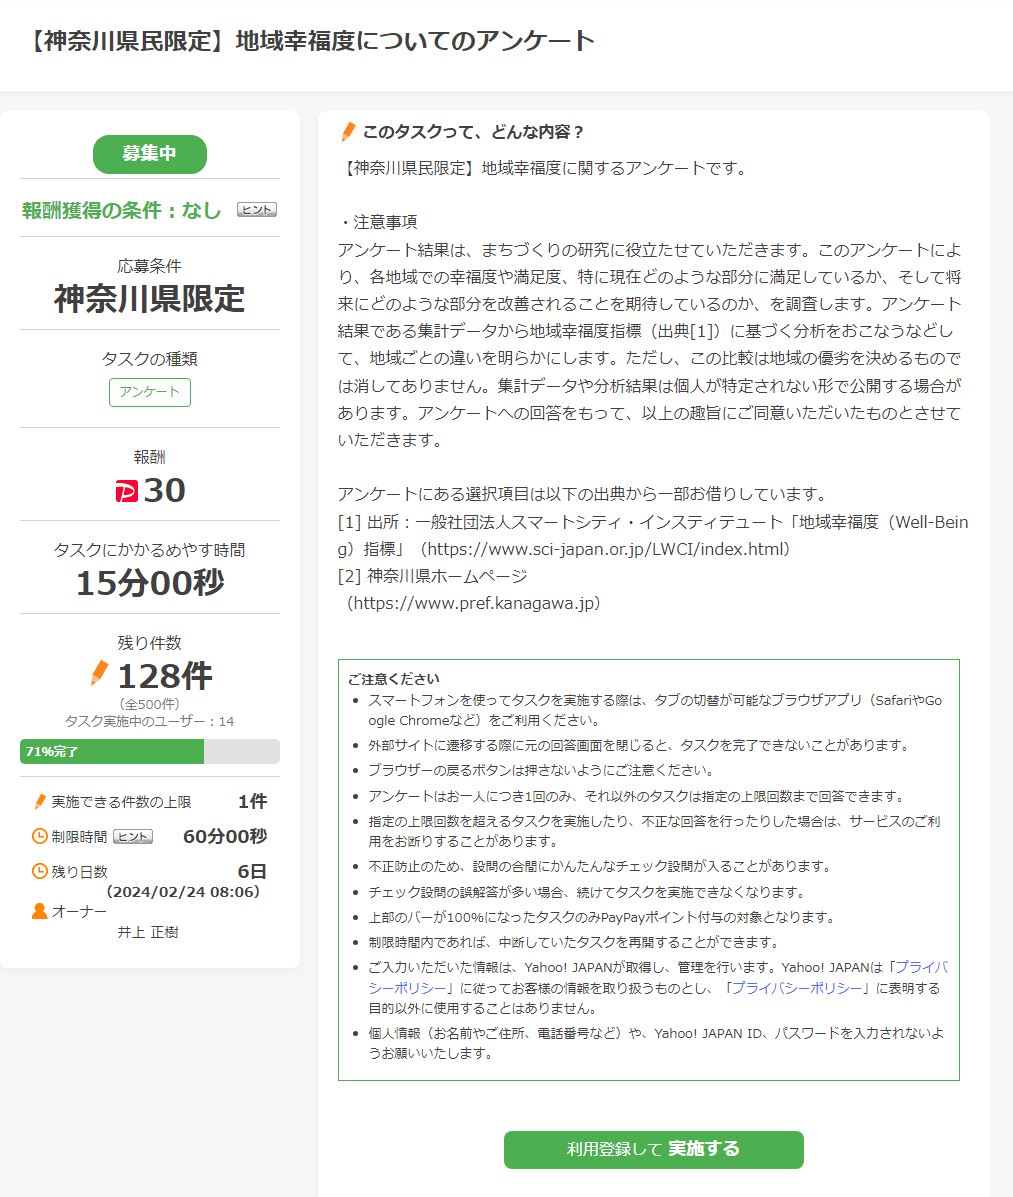 【神奈川県民限定】地域幸福度についてのアンケート
募集中
報酬獲得の条件：なし ヒント
応募条件
神奈川県限定
タスクの種類
アンケート
報酬
P 30
タスクにかかるめやす時間
15分00秒
残り件数
128件
（全500件）
タスク実施中のユーザー：14
71%完了
実施できる件数の上限 1件
制限時間 ヒント 60分00秒
残り日数 6日
（2024/02/24 08:06）
オーナー
井上 正樹
このタスクって、どんな内容？
【神奈川県民限定】地域幸福度に関するアンケートです。
・注意事項
アンケート結果は、まちづくりの研究に役立たせていただきます。このアンケートによ
り、各地域での幸福度や満足度、特に現在どのような部分に満足しているか、そして将
来にどのような部分を改善されることを期待しているのか、を調査します。アンケート
結果である集計データから地域幸福度指標（出典[1]）に基づく分析をおこなうなどし
て、地域ごとの違いを明らかにします。ただし、この比較は地域の優劣を決めるもので
は消してありません。集計データや分析結果は個人が特定されない形で公開する場合が
あります。アンケートへの回答をもって、以上の趣旨にご同意いただいたものとさせて
いただきます。
アンケートにある選択項目は以下の出典から一部お借りしています。
[1] 出所：一般社団法人スマートシティ・インスティテュート「地域幸福度（Well-Bein
g）指標」（https://www.sci-japan.or.jp/LWCI/index.html）
[2] 神奈川県ホームページ
（https://www.pref.kanagawa.jp）
ご注意ください
• スマートフォンを使ってタスクを実施する際は、タブの切替が可能なブラウザアプリ（SafariやGo
ogle Chromeなど）をご利用ください。
• 外部サイトに遷移する際に元の回答画面を閉じると、タスクを完了できないことがあります。
• ブラウザーの戻るボタンは押さないようにご注意ください。
• アンケートはお一人につき1回のみ、それ以外のタスクは指定の上限回数まで回答できます。
• 指定の上限回数を超えるタスクを実施したり、不正な回答を行ったりした場合は、サービスのご利
用をお断りすることがあります。
• 不正防止のため、設問の合間にかんたんなチェック設問が入ることがあります。
• チェック設問の誤解答が多い場合、続けてタスクを実施できなくなります。
• 上部のバーが100%になったタスクのみPayPayポイント付与の対象となります。
• 制限時間内であれば、中断していたタスクを再開することができます。
• ご入力いただいた情報は、Yahoo! JAPANが取得し、管理を行います。Yahoo! JAPANは「プライバ
シーポリシー」に従ってお客様の情報を取り扱うものとし、「プライバシーポリシー」に表明する
目的以外に使用することはありません。
• 個人情報（お名前やご住所、電話番号など）や、Yahoo! JAPAN ID、パスワードを入力されないよ
うお願いいたします。
利用登録して 実施する